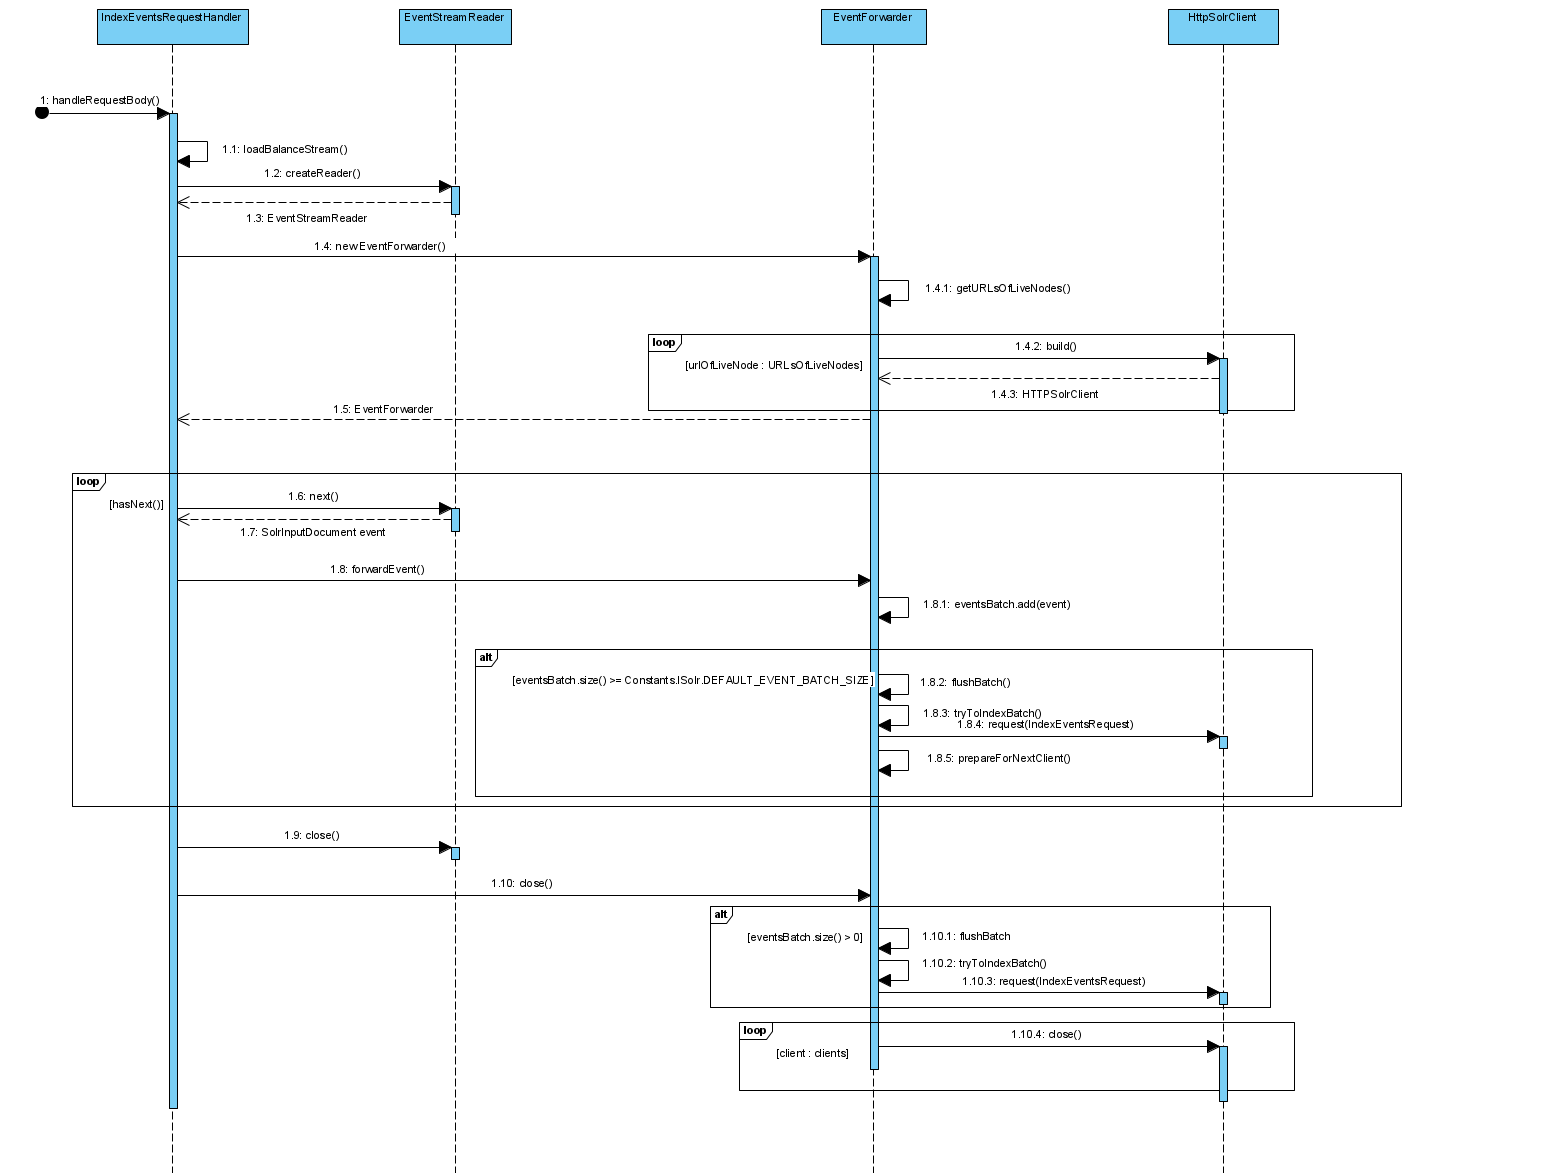 IndexEventsRequestHandler
EventStreamReader
EventForwarder
HttpSolrClient
1: handleRequestBody()
1.1: loadBalanceStream()
1.2: createReader()
1.3: EventStreamReader
1.4: new EventForwarder()
1.4.1: getURLsOfLiveNodes()
loop
1.4.2: build()
[urlOfLiveNode : URLsOfLiveNodes]
1.4.3: HTTPSolrClient
1.5: EventForwarder
loop
1.6: next()
[hasNext()]
1.7: SolrInputDocument event
1.8: forwardEvent()
1.8.1: eventsBatch.add(event)
alt
[eventsBatch.size() >= Constants.ISolr.DEFAULT_EVENT_BATCH_SIZE]
1.8.2: flushBatch()
1.8.3: tryToIndexBatch()
1.8.4: request(IndexEventsRequest)
1.8.5: prepareForNextClient()
1.9: close()
1.10: close()
alt
[eventsBatch.size() > 0]
1.10.1: flushBatch
1.10.2: tryToIndexBatch()
1.10.3: request(IndexEventsRequest)
loop
1.10.4: close()
[client : clients]